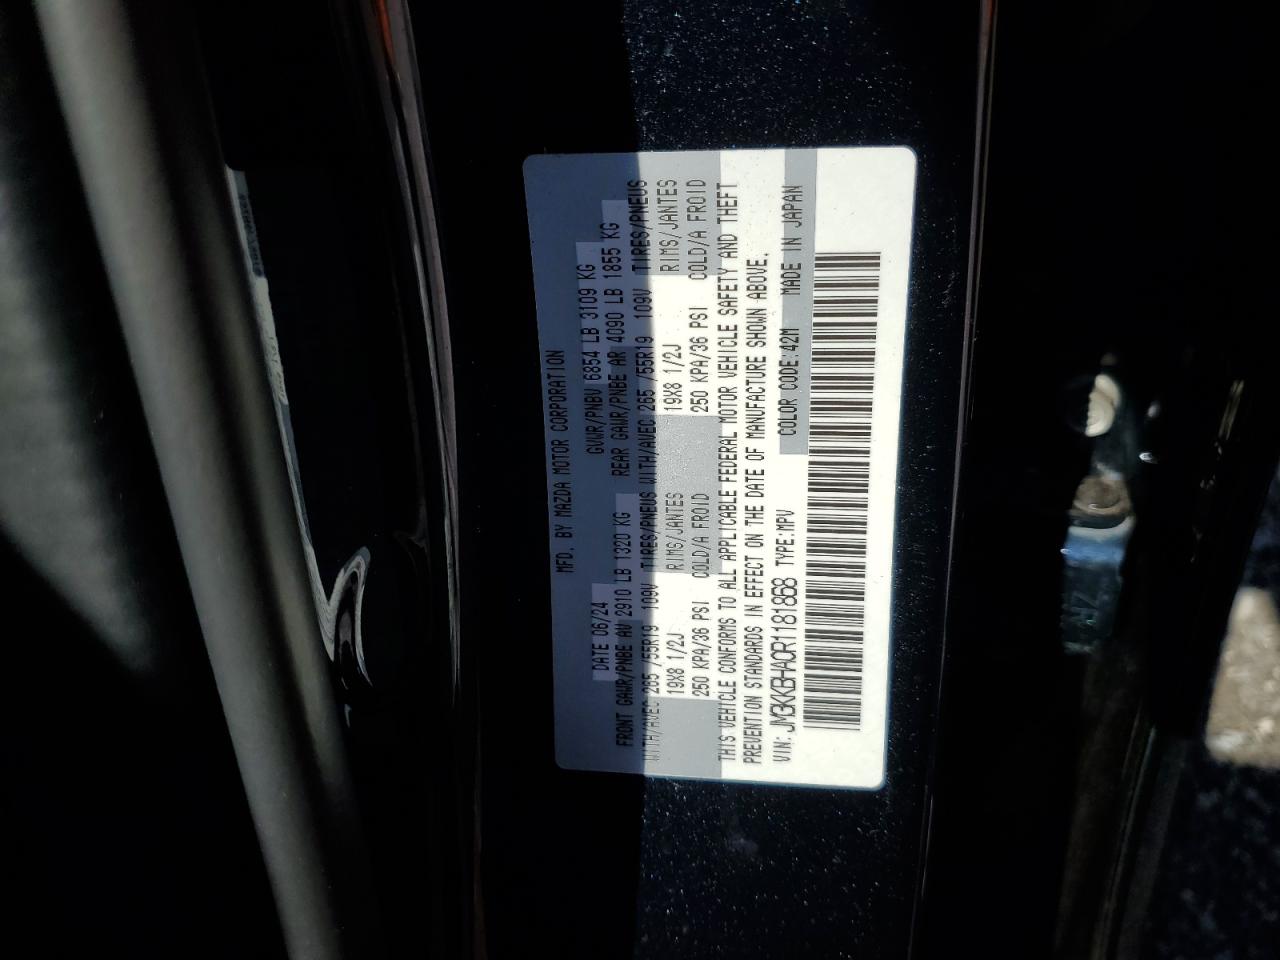 MFD. BY MAZDA MOTOR CORPORATION
DATE 06/24 GVWR/PNBV 6854 LB 3109 KG
FRONT GAWR/PNBE AV 2910 LB 1320 KG REAR GAWR/PNBE AR 4090 LB 1855 KG
WITH/AVEC 265 /55R19 109V TIRES/PNEUS WITH/AVEC 265 /55R19 109V TIRES/PNEUS
19X8 1/2J RIMS/JANTES 19X8 1/2J RIMS/JANTES
250 KPA/36 PSI COLD/A FROID 250 KPA/36 PSI COLD/A FROID
THIS VEHICLE CONFORMS TO ALL APPLICABLE FEDERAL MOTOR VEHICLE SAFETY AND THEFT
PREVENTION STANDARDS IN EFFECT ON THE DATE OF MANUFACTURE SHOWN ABOVE.
VIN: JM3KKBHA0R1181868 TYPE:MPV COLOR CODE:42M MADE IN JAPAN